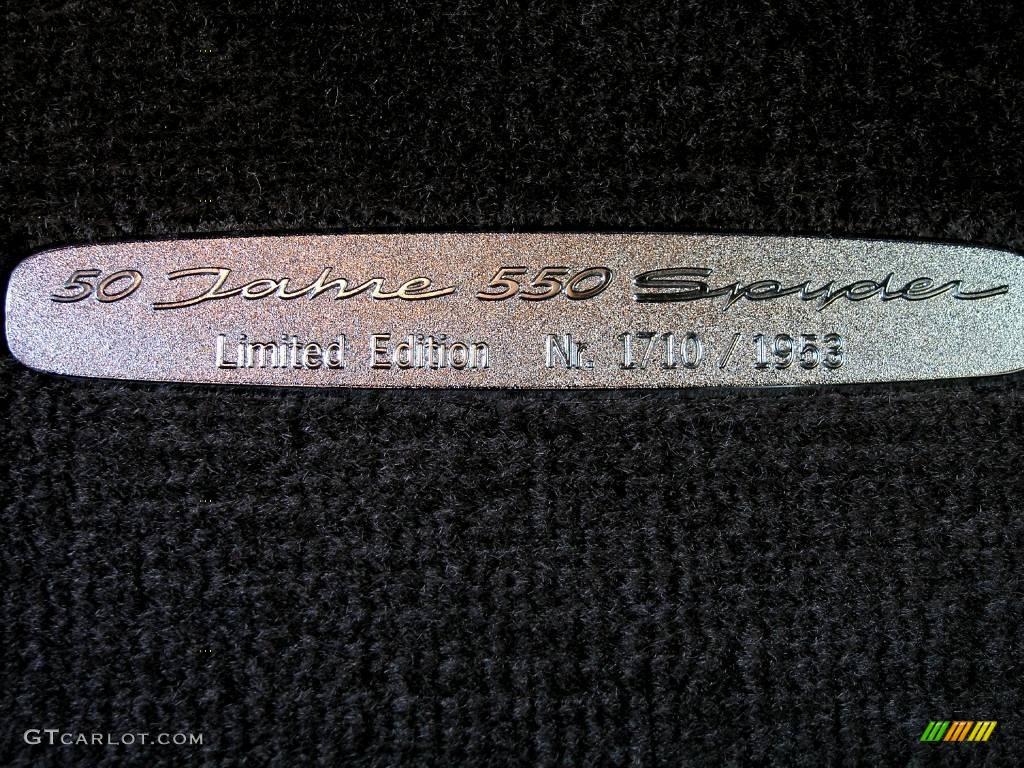 50 Jahre 550 Spyder
Limited Edition Nr. 1710 / 1953
GTCARLOT.COM